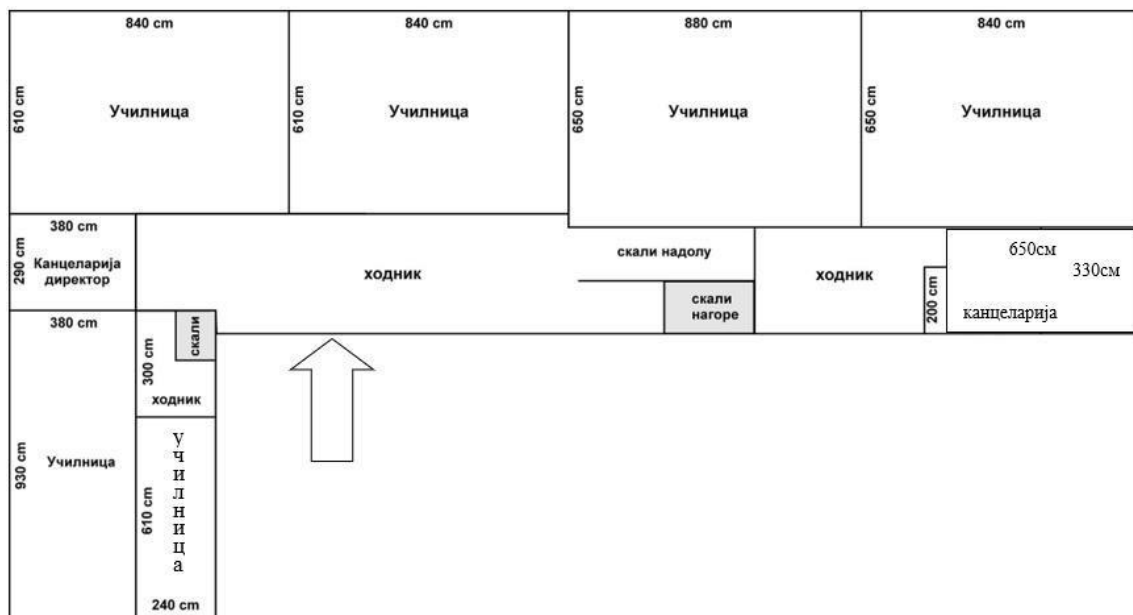 840 cm
840 cm
880 cm
840 cm
610 cm
Училница
610 cm
Училница
650 cm
Училница
650 cm
Училница
290 cm
380 cm
Канцеларија
директор
ходник
скали надолу
скали
нагоре
ходник
200 cm
650см
330см
канцеларија
380 cm
930 cm
Училница
300 cm
скали
ходник
610 cm
училница
240 cm